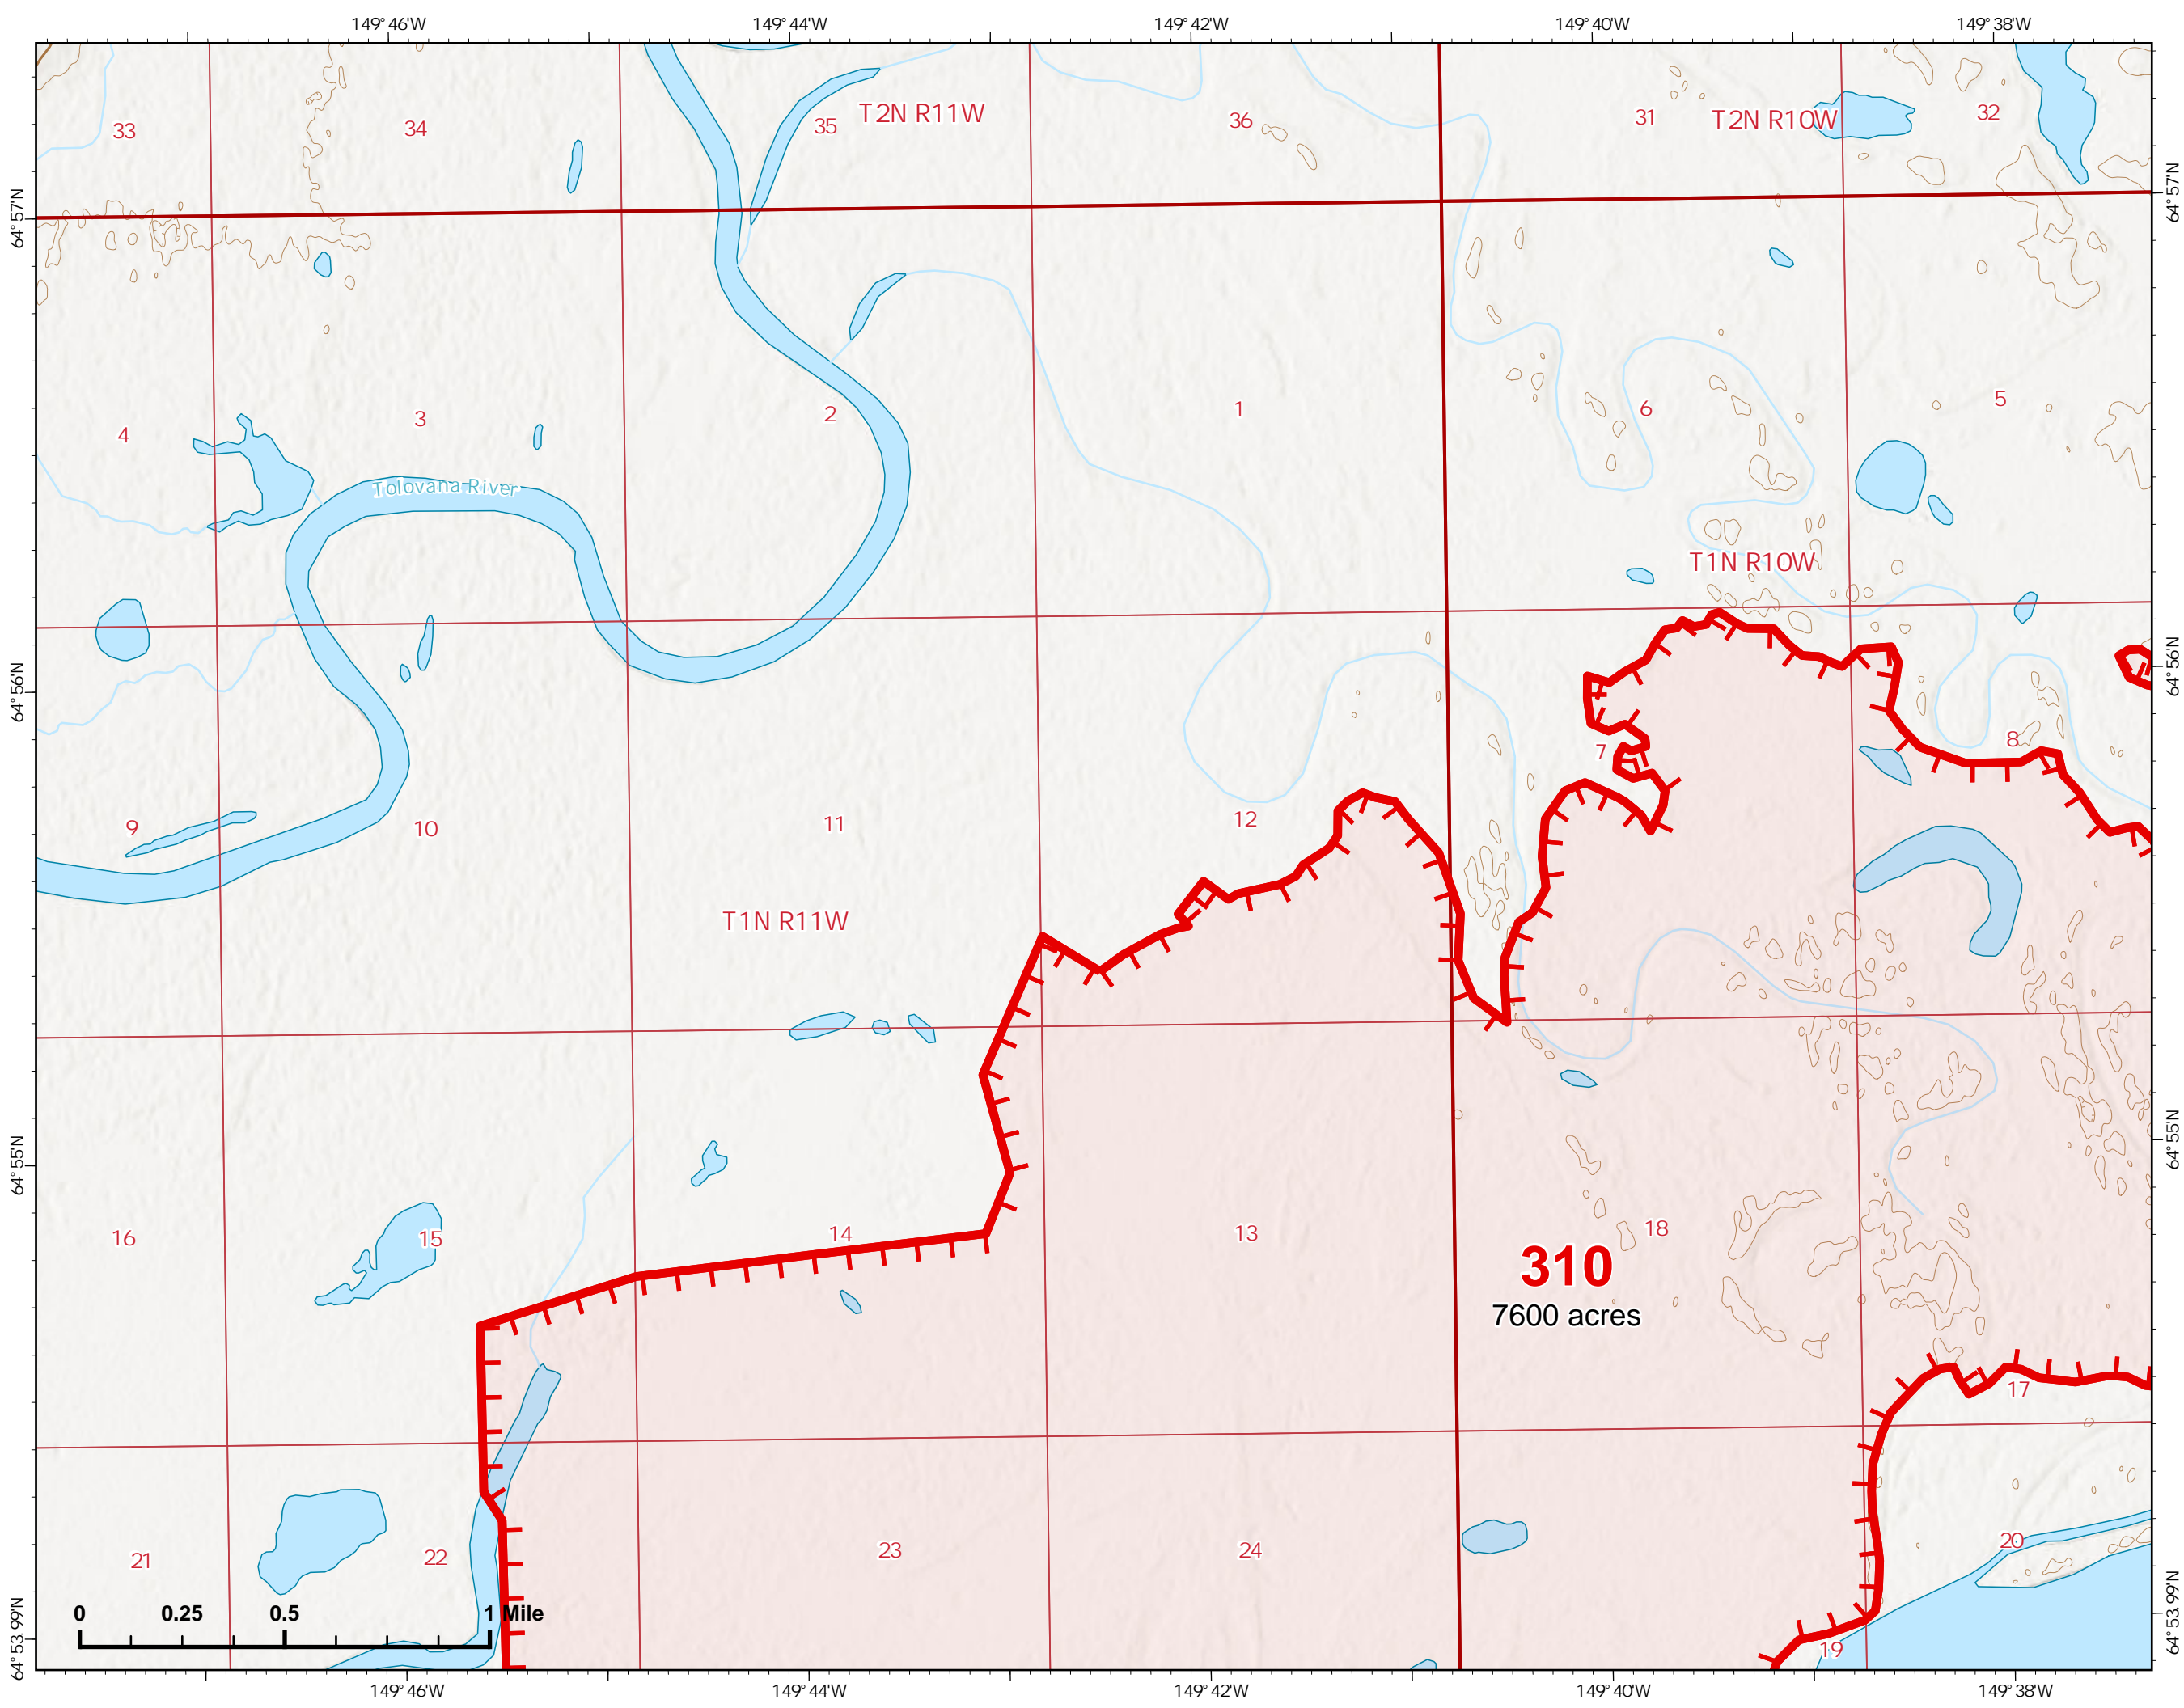 149°46'W 149°44'W 149°42'W 149°40'W 149°38'W
33 34 35 T2N R11W 36 31 T2N R10W 32
64°57'N 64°57'N
4 3 2 1 6 5
Tolovana River
T1N R10W
64°56'N 64°56'N
7 8
9 10 11 12
T1N R11W
64°55'N 64°55'N
16 15 14 13 18
310
7600 acres
17
21 22 23 24 20
0 0.25 0.5 1 Mile
64°53.99'N 19 64°53.99'N
149°46'W 149°44'W 149°42'W 149°40'W 149°38'W